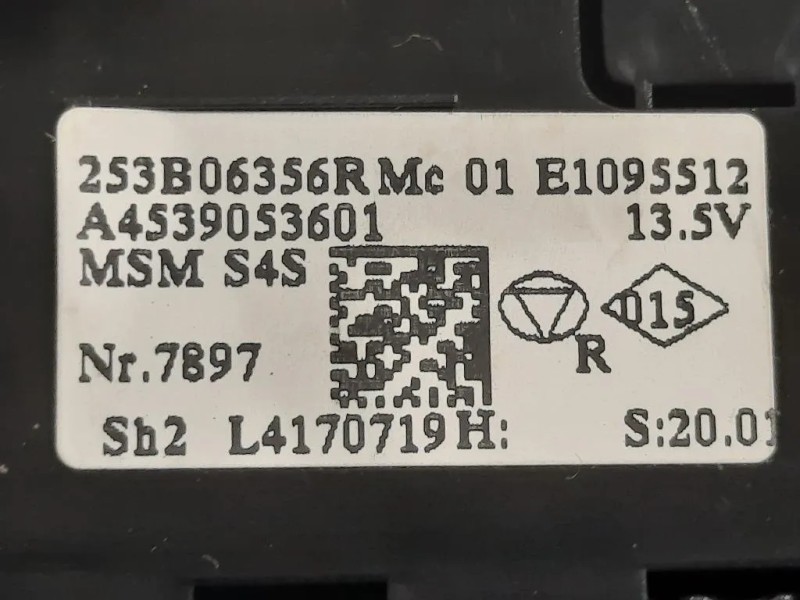 253B06356R Mc 01 E1095512
A4539053601 13.5V
MSM S4S
015
R
Nr.7897
Sh2 L4170719 H: S:20.01